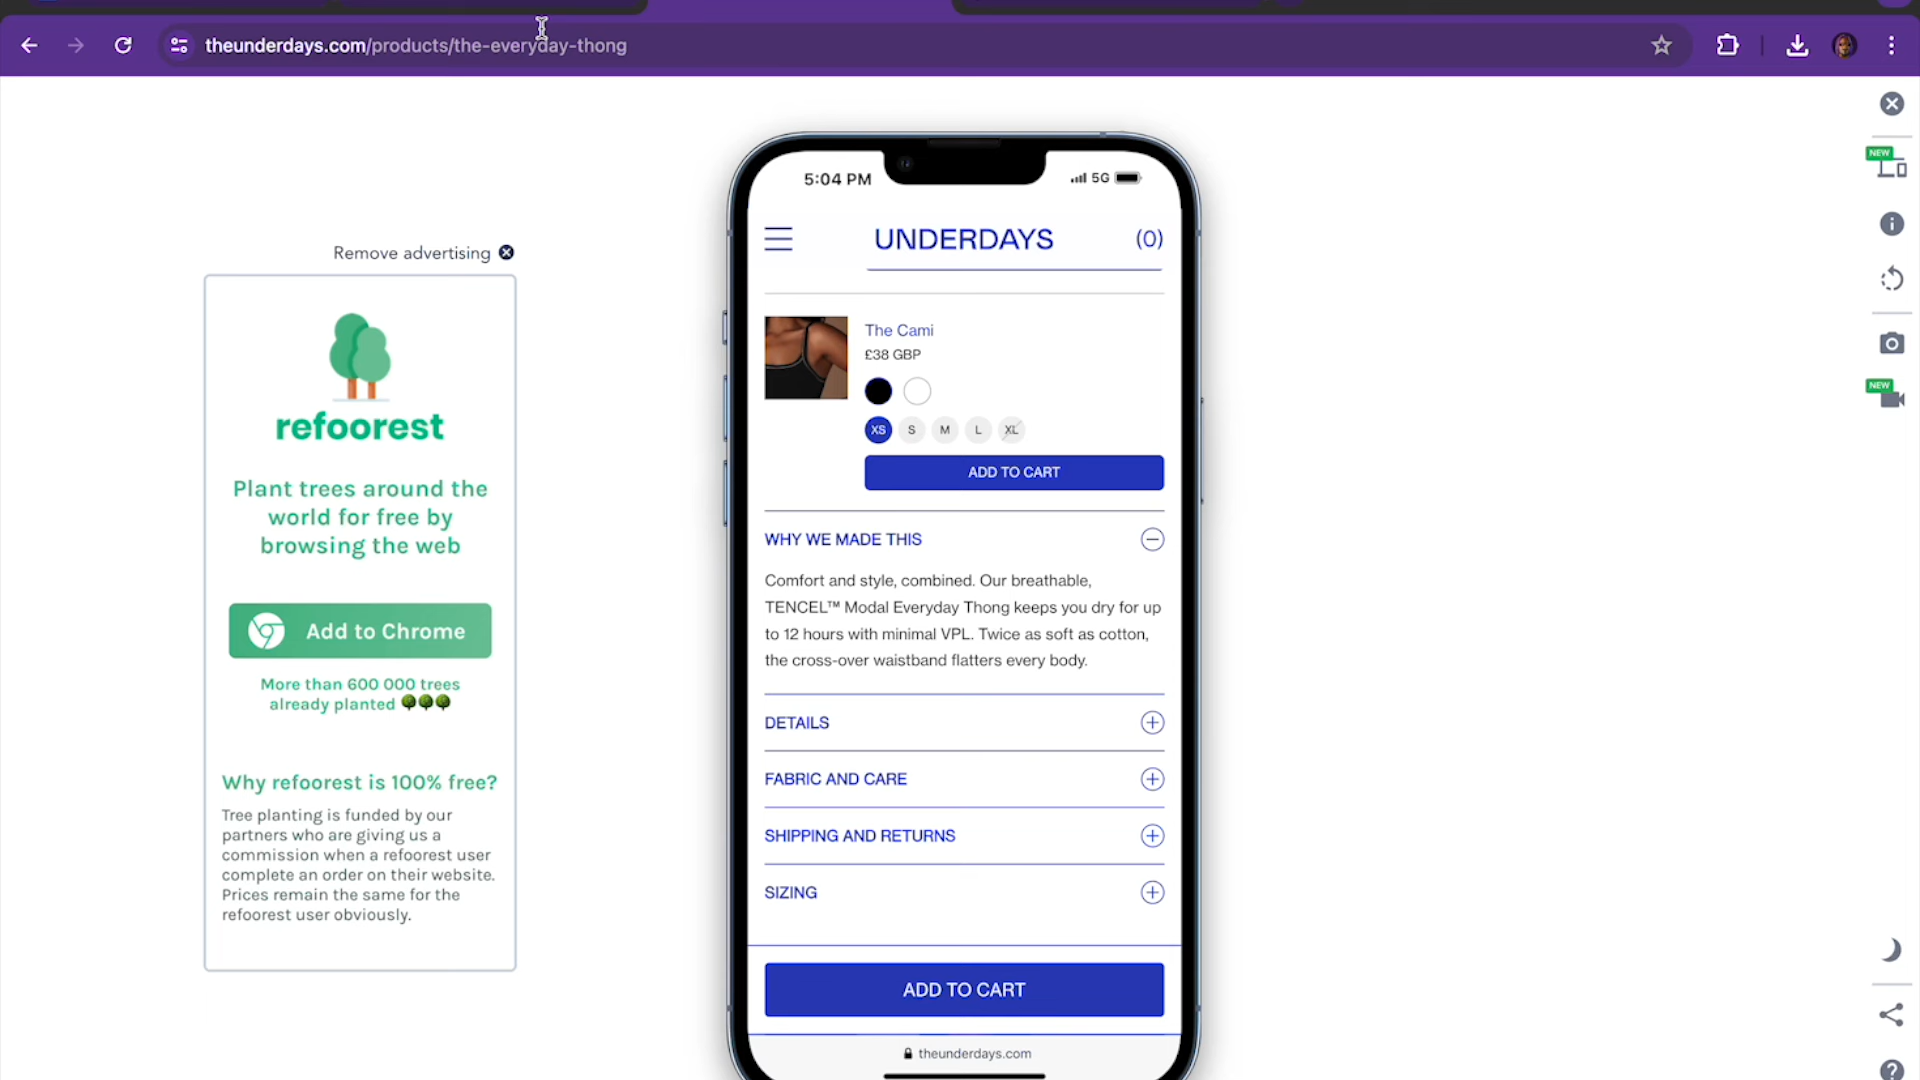 theunderdays.com/products/the-everyday-thong
NEW
NEW
Remove advertising
refoorest
Plant trees around the
world for free by
browsing the web
Add to Chrome
More than 600 000 trees
already planted
Why refoorest is 100% free?
Tree planting is funded by our
partners who are giving us a
commission when a refoorest user
complete an order on their website.
Prices remain the same for the
refoorest user obviously.
5:04 PM
5G
UNDERDAYS
(0)
The Cami
£38 GBP
XS S M L XL
ADD TO CART
WHY WE MADE THIS
Comfort and style, combined. Our breathable,
TENCEL™ Modal Everyday Thong keeps you dry for up
to 12 hours with minimal VPL. Twice as soft as cotton,
the cross-over waistband flatters every body.
DETAILS
FABRIC AND CARE
SHIPPING AND RETURNS
SIZING
ADD TO CART
theunderdays.com